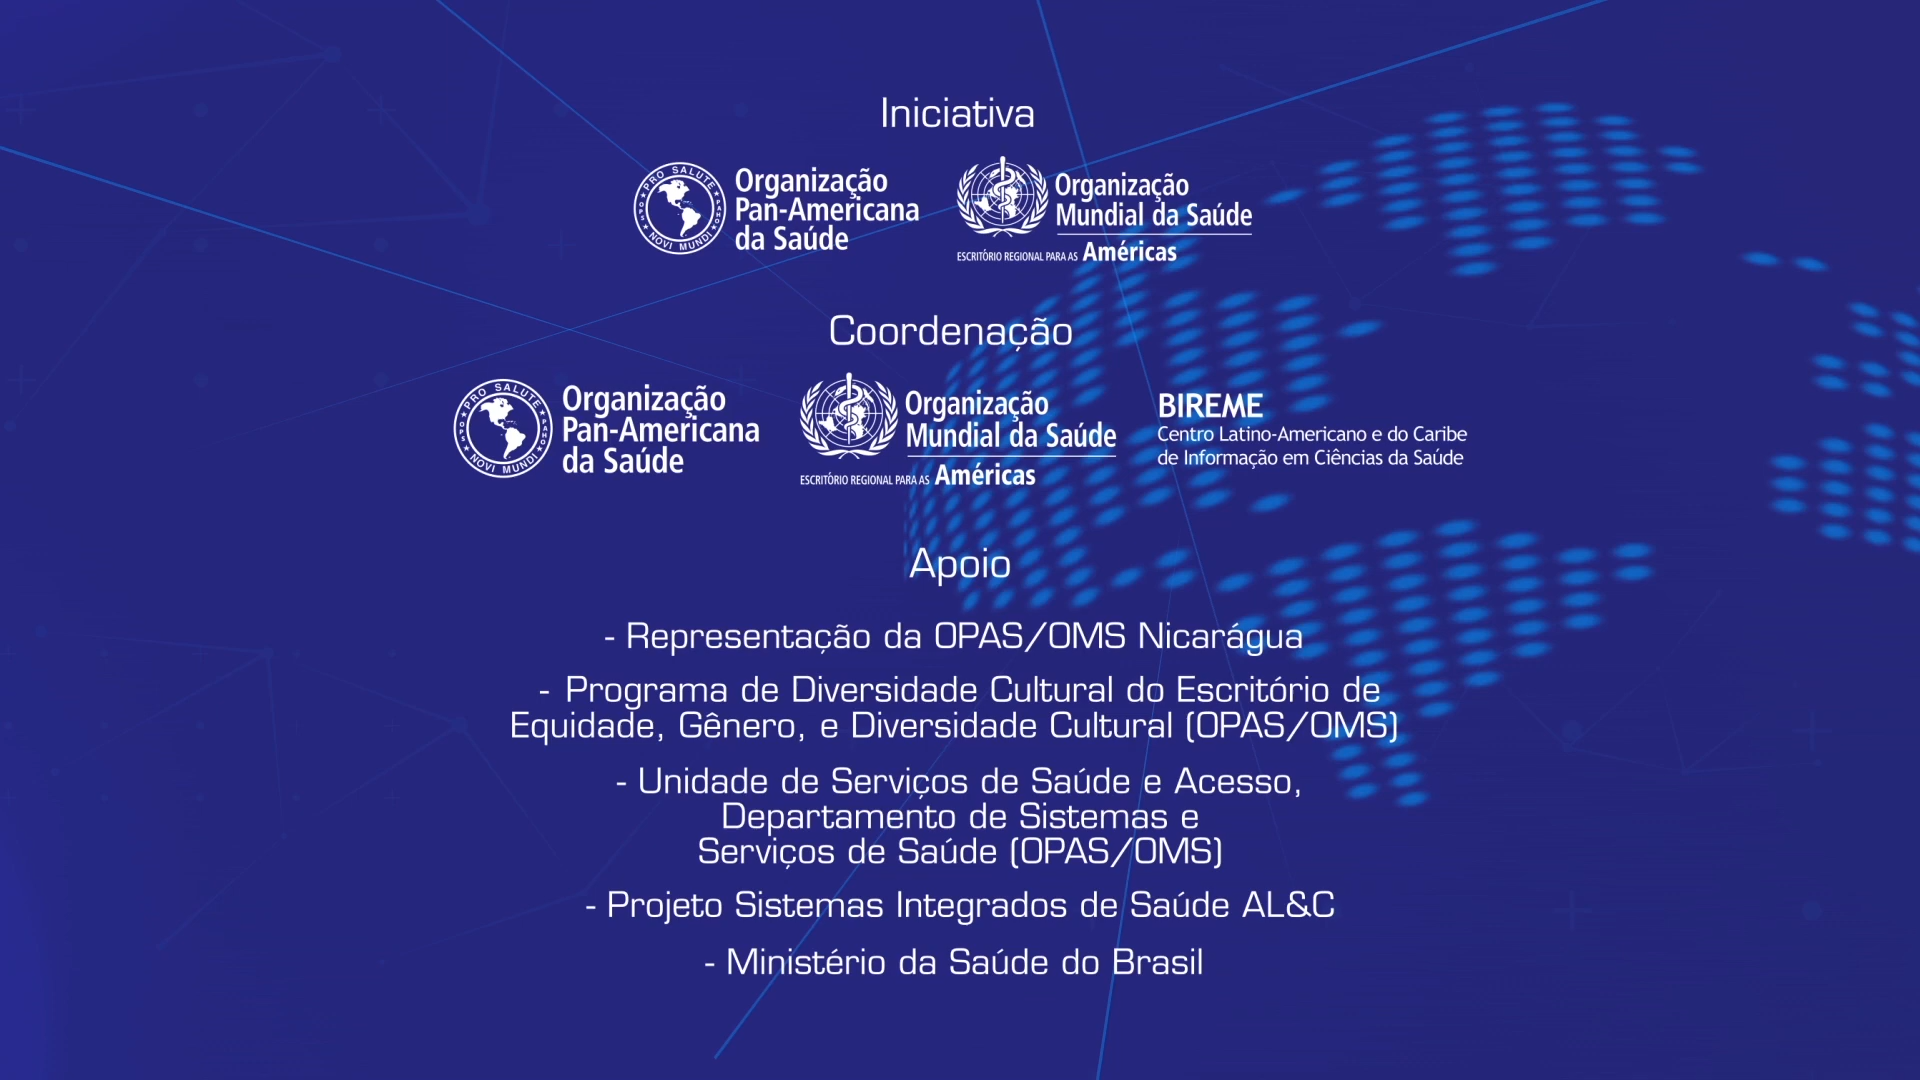 Iniciativa
PRO SALUTE
OPS
PAHO
NOVI MUNDI
Organização
Pan-Americana
da Saúde
Organização
Mundial da Saúde
ESCRITÓRIO REGIONAL PARA AS Américas
Coordenação
PRO SALUTE
OPS
PAHO
NOVI MUNDI
Organização
Pan-Americana
da Saúde
Organização
Mundial da Saúde
ESCRITÓRIO REGIONAL PARA AS Américas
BIREME
Centro Latino-Americano e do Caribe
de Informação em Ciências da Saúde
Apoio
- Representação da OPAS/OMS Nicarágua
- Programa de Diversidade Cultural do Escritório de
Equidade, Gênero, e Diversidade Cultural (OPAS/OMS)
- Unidade de Serviços de Saúde e Acesso,
Departamento de Sistemas e
Serviços de Saúde (OPAS/OMS)
- Projeto Sistemas Integrados de Saúde AL&C
- Ministério da Saúde do Brasil